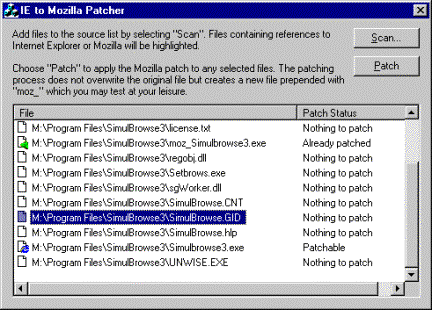 IE to Mozilla Patcher
Add files to the source list by selecting "Scan". Files containing references to
Internet Explorer or Mozilla will be highlighted.
Scan...
Choose "Patch" to apply the Mozilla patch to any selected files. The patching
process does not overwrite the original file but creates a new file prepended with
"moz_" which you may test at your leisure.
Patch
File Patch Status
M:\Program Files\SimulBrowse3\license.txt Nothing to patch
M:\Program Files\SimulBrowse3\moz_Simulbrowse3.exe Already patched
M:\Program Files\SimulBrowse3\regobj.dll Nothing to patch
M:\Program Files\SimulBrowse3\Setbrows.exe Nothing to patch
M:\Program Files\SimulBrowse3\sgWorker.dll Nothing to patch
M:\Program Files\SimulBrowse3\SimulBrowse.CNT Nothing to patch
M:\Program Files\SimulBrowse3\SimulBrowse.GID Nothing to patch
M:\Program Files\SimulBrowse3\SimulBrowse.hlp Nothing to patch
M:\Program Files\SimulBrowse3\Simulbrowse3.exe Patchable
M:\Program Files\SimulBrowse3\UNWISE.EXE Nothing to patch